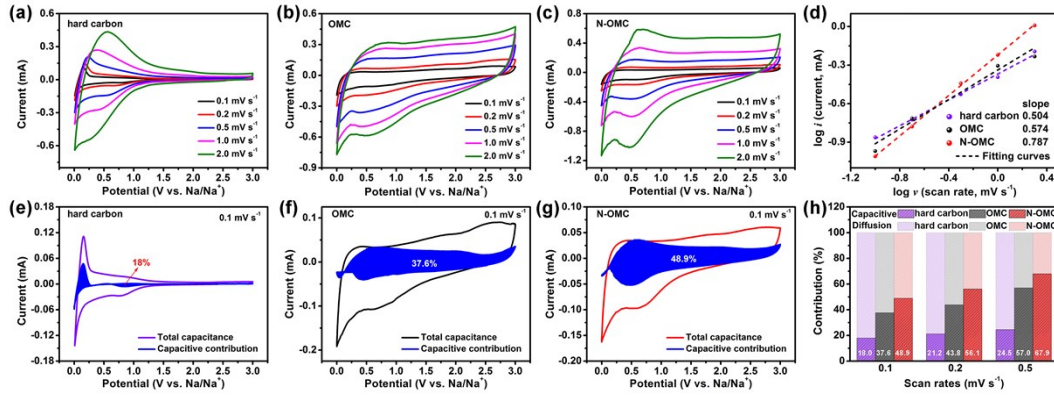 (a)
hard carbon
0.6
0.3
0.0
-0.3
-0.6
Current (mA)
0.1 mV s⁻¹
0.2 mV s⁻¹
0.5 mV s⁻¹
1.0 mV s⁻¹
2.0 mV s⁻¹
0.0 0.5 1.0 1.5 2.0 2.5 3.0
Potential (V vs. Na/Na⁺)
(b)
OMC
0.6
0.3
0.0
-0.3
-0.6
-0.9
Current (mA)
0.1 mV s⁻¹
0.2 mV s⁻¹
0.5 mV s⁻¹
1.0 mV s⁻¹
2.0 mV s⁻¹
0.0 0.5 1.0 1.5 2.0 2.5 3.0
Potential (V vs. Na/Na⁺)
(c)
N-OMC
0.6
0.0
-0.6
-1.2
Current (mA)
0.1 mV s⁻¹
0.2 mV s⁻¹
0.5 mV s⁻¹
1.0 mV s⁻¹
2.0 mV s⁻¹
0.0 0.5 1.0 1.5 2.0 2.5 3.0
Potential (V vs. Na/Na⁺)
(d)
0.0
-0.3
-0.6
-0.9
log i (current, mA)
slope
hard carbon 0.504
OMC 0.574
N-OMC 0.787
Fitting curves
-1.2 -0.8 -0.4 0.0 0.4
log v (scan rate, mV s⁻¹)
(e)
hard carbon
0.1 mV s⁻¹
0.18
0.12
0.06
0.00
-0.06
-0.12
-0.18
Current (mA)
18%
Total capacitance
Capacitive contribution
0.0 0.5 1.0 1.5 2.0 2.5 3.0
Potential (V vs. Na/Na⁺)
(f)
OMC
0.1 mV s⁻¹
0.1
0.0
-0.1
-0.2
Current (mA)
37.6%
Total capacitance
Capacitive contribution
0.0 0.5 1.0 1.5 2.0 2.5 3.0
Potential (V vs. Na/Na⁺)
(g)
N-OMC
0.1 mV s⁻¹
0.10
0.05
0.00
-0.05
-0.10
-0.15
-0.20
Current (mA)
48.9%
Total capacitance
Capacitive contribution
0.0 0.5 1.0 1.5 2.0 2.5 3.0
Potential (V vs. Na/Na⁺)
(h)
Capacitive hard carbon OMC N-OMC
Diffusion hard carbon OMC N-OMC
120
100
80
60
40
20
0
Contribution (%)
18.0 37.6 48.9 21.2 43.8 56.1 24.5 57.0 67.9
0.1 0.2 0.5
Scan rates (mV s⁻¹)